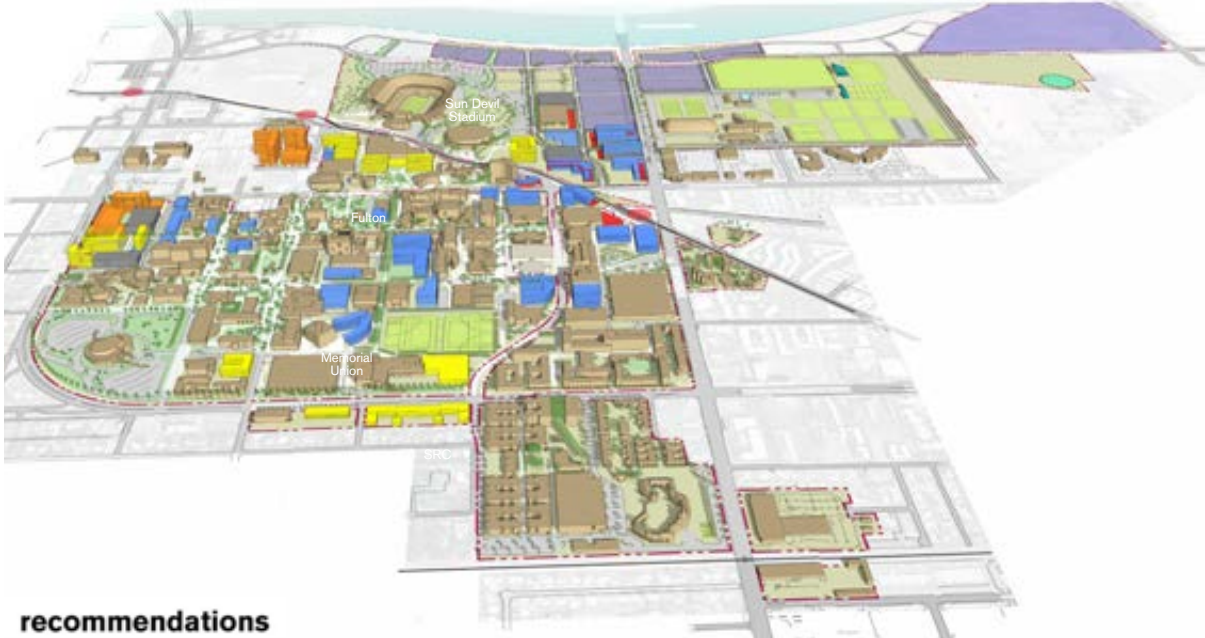 Sun Devil
Stadium
Fulton
Memorial
Union
SRC
recommendations